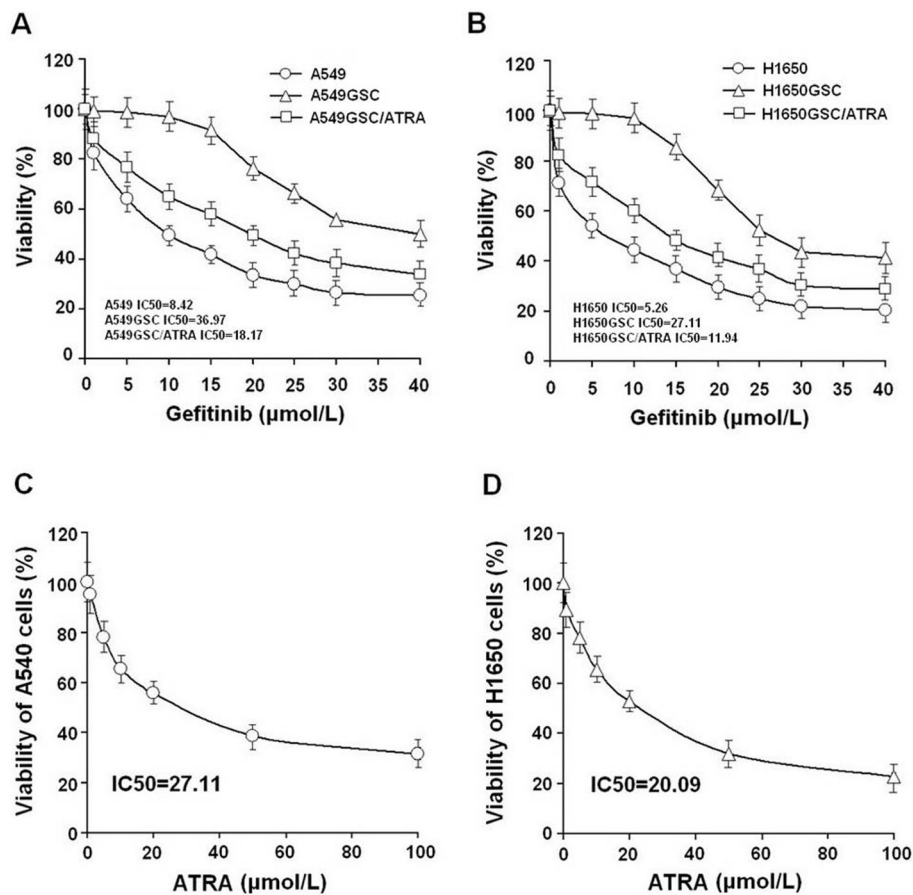 A
120
100
80
60
40
20
0
Viability (%)
A549
A549GSC
A549GSC/ATRA
A549 IC50=8.42
A549GSC IC50=36.97
A549GSC/ATRA IC50=18.17
0 5 10 15 20 25 30 35 40
Gefitinib (μmol/L)
B
120
100
80
60
40
20
0
Viability (%)
H1650
H1650GSC
H1650GSC/ATRA
H1650 IC50=5.26
H1650GSC IC50=27.11
H1650GSC/ATRA IC50=11.94
0 5 10 15 20 25 30 35 40
Gefitinib (μmol/L)
C
120
100
80
60
40
20
0
Viability of A540 cells (%)
IC50=27.11
0 20 40 60 80 100
ATRA (μmol/L)
D
120
100
80
60
40
20
0
Viability of H1650 cells (%)
IC50=20.09
0 20 40 60 80 100
ATRA (μmol/L)